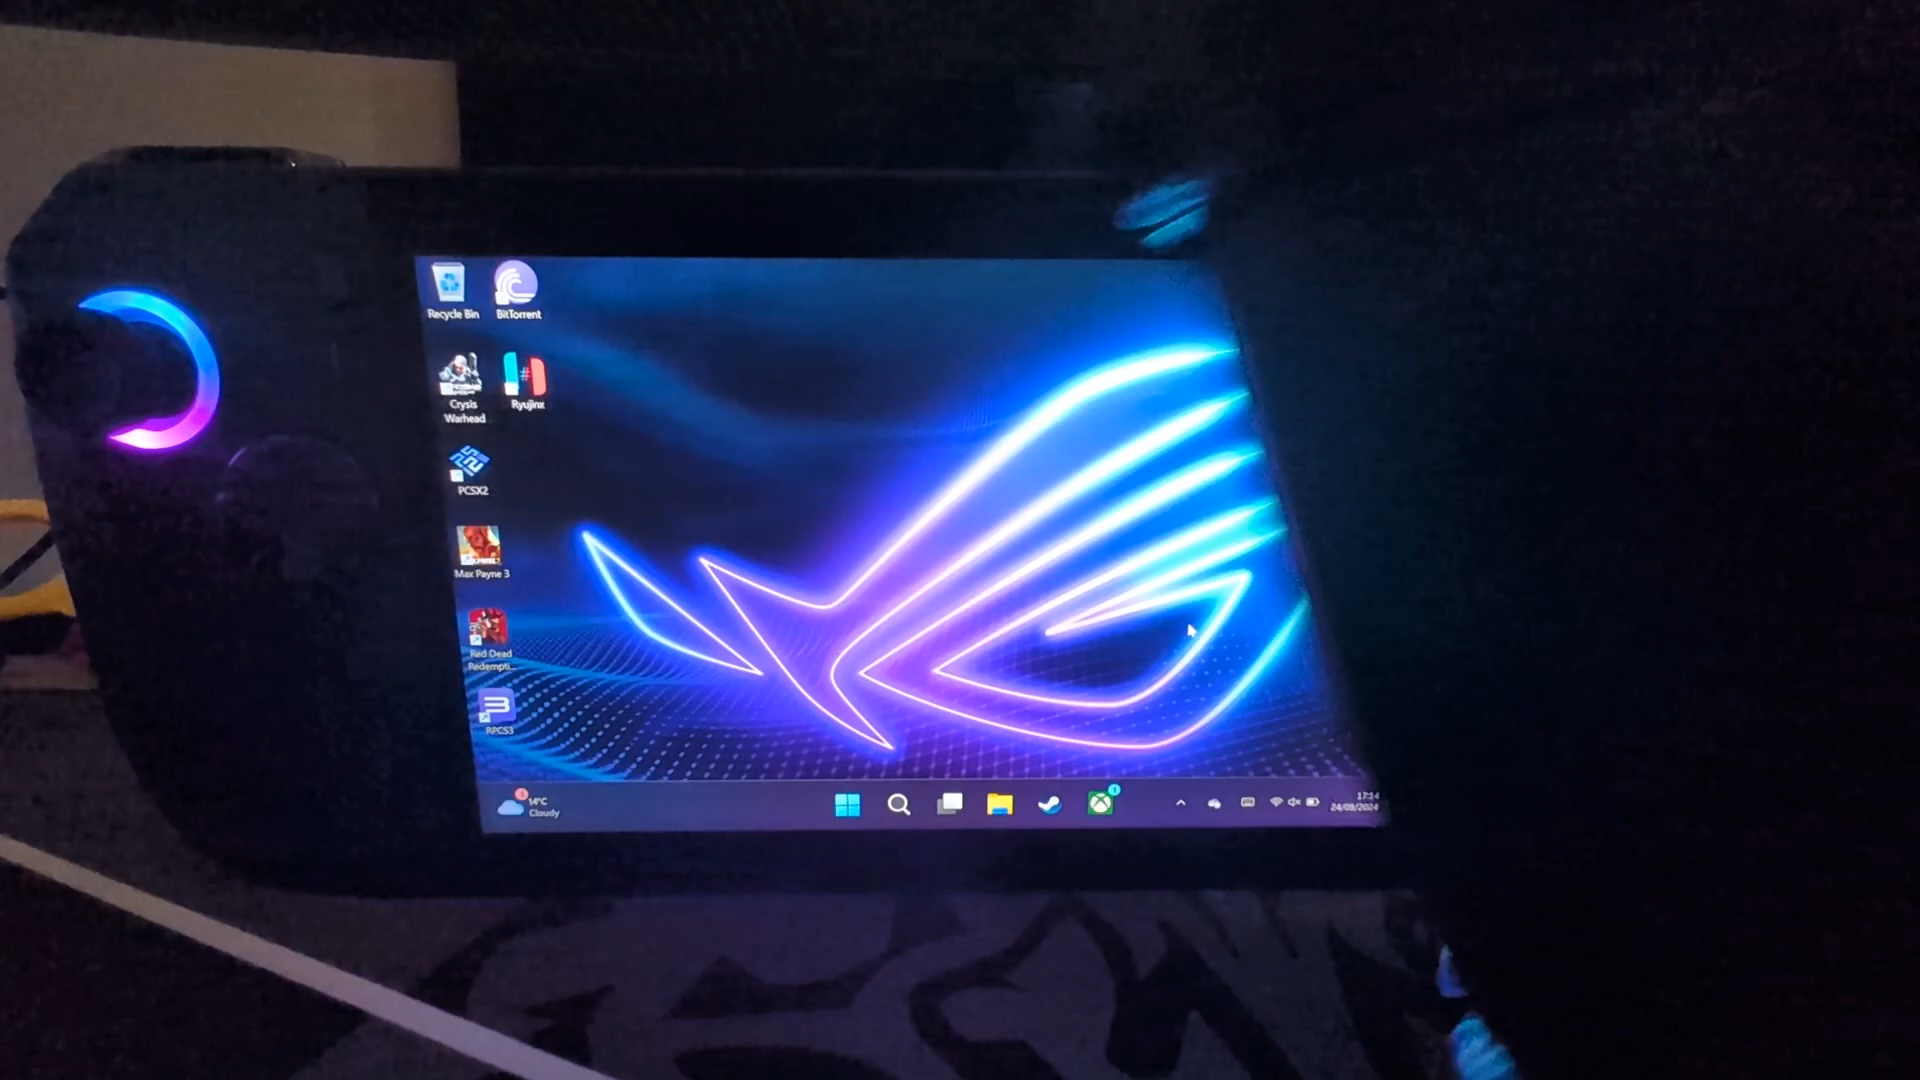 Recycle Bin
BitTorrent
Crysis
Warhead
#
Ryujinx
PCSX2
Max Payne 3
Red Dead
Redempti...
RPCS3
14°C
Cloudy
17:14
24/09/2024